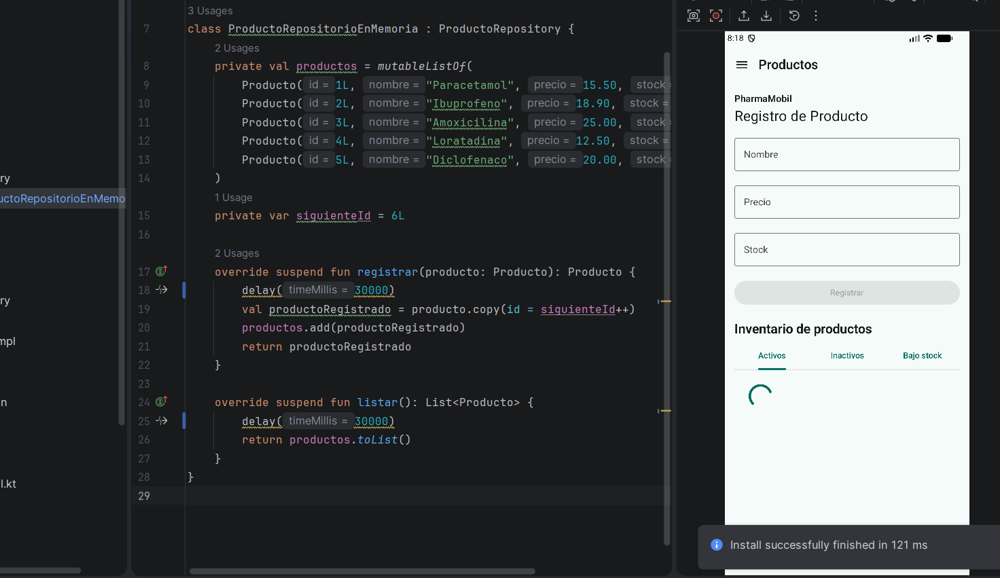 ry
uctoRepositorioEnMemo
ry
mpl
n
l.kt
3 Usages
7 class ProductoRepositorioEnMemoria : ProductoRepository {
2 Usages
8 private val productos = mutableListOf(
9 Producto( id = 1L, nombre = "Paracetamol", precio = 15.50, stock =
10 Producto( id = 2L, nombre = "Ibuprofeno", precio = 18.90, stock =
11 Producto( id = 3L, nombre = "Amoxicilina", precio = 25.00, stock =
12 Producto( id = 4L, nombre = "Loratadina", precio = 12.50, stock =
13 Producto( id = 5L, nombre = "Diclofenaco", precio = 20.00, stock =
14 )
1 Usage
15 private var siguienteId = 6L
16
2 Usages
17 override suspend fun registrar(producto: Producto): Producto {
18 delay( timeMillis = 30000)
19 val productoRegistrado = producto.copy(id = siguienteId++)
20 productos.add(productoRegistrado)
21 return productoRegistrado
22 }
23
24 override suspend fun listar(): List<Producto> {
25 delay( timeMillis = 30000)
26 return productos.toList()
27 }
28 }
29
8:18
Productos
PharmaMobil
Registro de Producto
Nombre
Precio
Stock
Registrar
Inventario de productos
Activos Inactivos Bajo stock
Install successfully finished in 121 ms